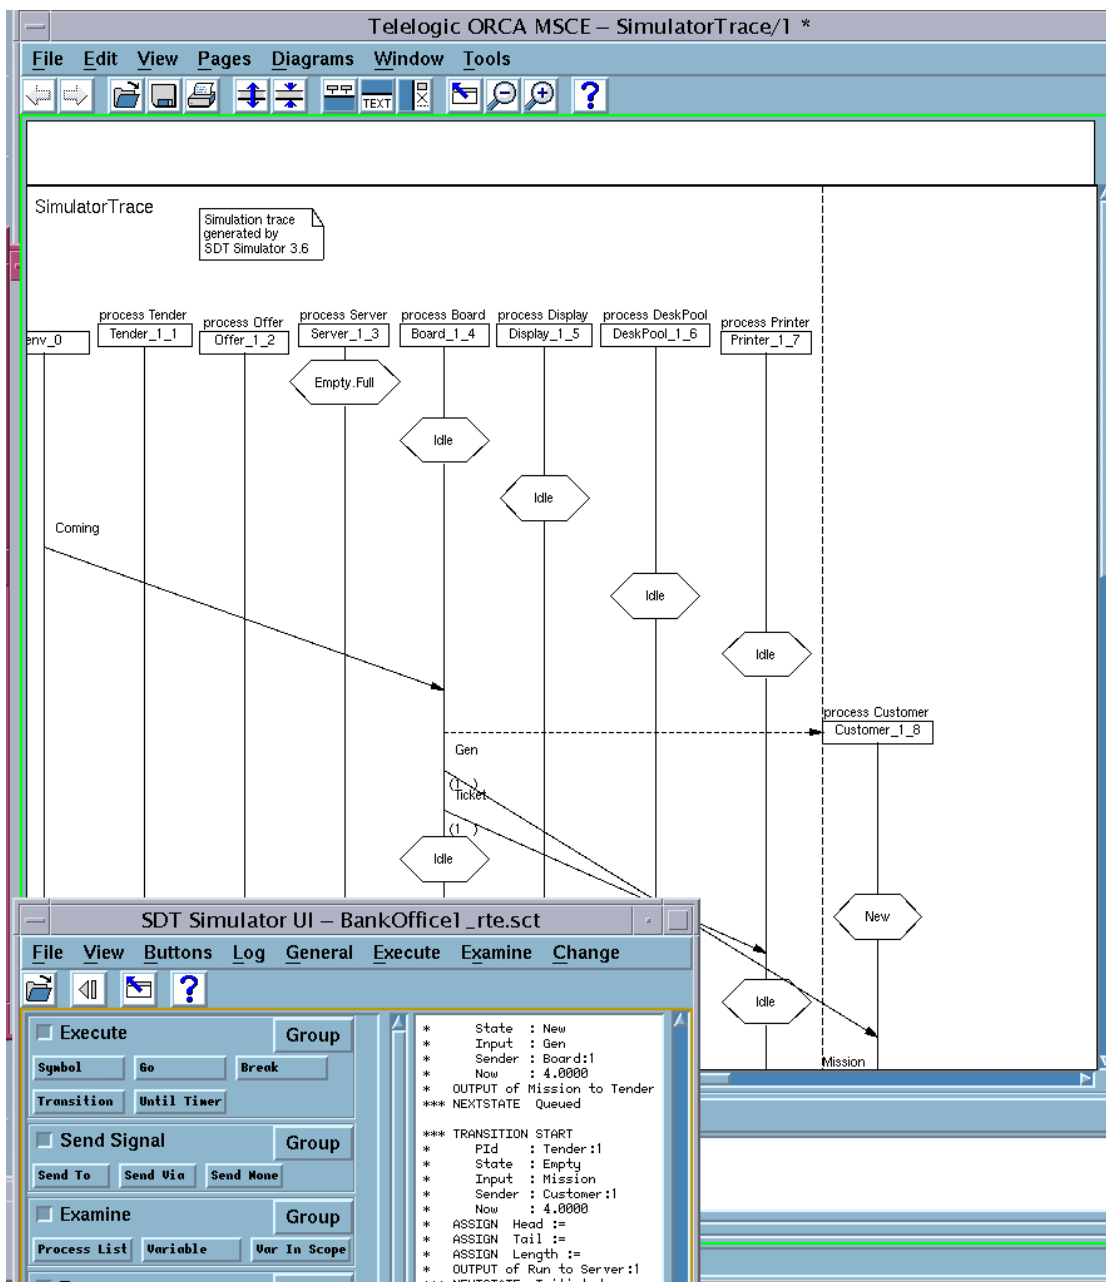 Telelogic ORCA MSCE – SimulatorTrace/1 *
File Edit View Pages Diagrams Window Tools
TEXT
?
SimulatorTrace
Simulation trace
generated by
SDT Simulator 3.6
process Tender process Offer process Server process Board process Display process DeskPool process Printer
env_0 Tender_1_1 Offer_1_2 Server_1_3 Board_1_4 Display_1_5 DeskPool_1_6 Printer_1_7
Empty.Full
Idle
Idle
Coming
Idle
Idle
process Customer
Customer_1_8
Gen
(1 )
Ticket
(1 )
Idle
New
Idle
Mission
SDT Simulator UI – BankOffice1_rte.sct
File View Buttons Log General Execute Examine Change
?
Execute Group
Symbol Go Break
Transition Until Timer
Send Signal Group
Send To Send Via Send None
Examine Group
Process List Variable Var In Scope
* State : New
* Input : Gen
* Sender : Board:1
* Now : 4.0000
* OUTPUT of Mission to Tender
*** NEXTSTATE Queued
*** TRANSITION START
* PId : Tender:1
* State : Empty
* Input : Mission
* Sender : Customer:1
* Now : 4.0000
* ASSIGN Head :=
* ASSIGN Tail :=
* ASSIGN Length :=
* OUTPUT of Run to Server:1